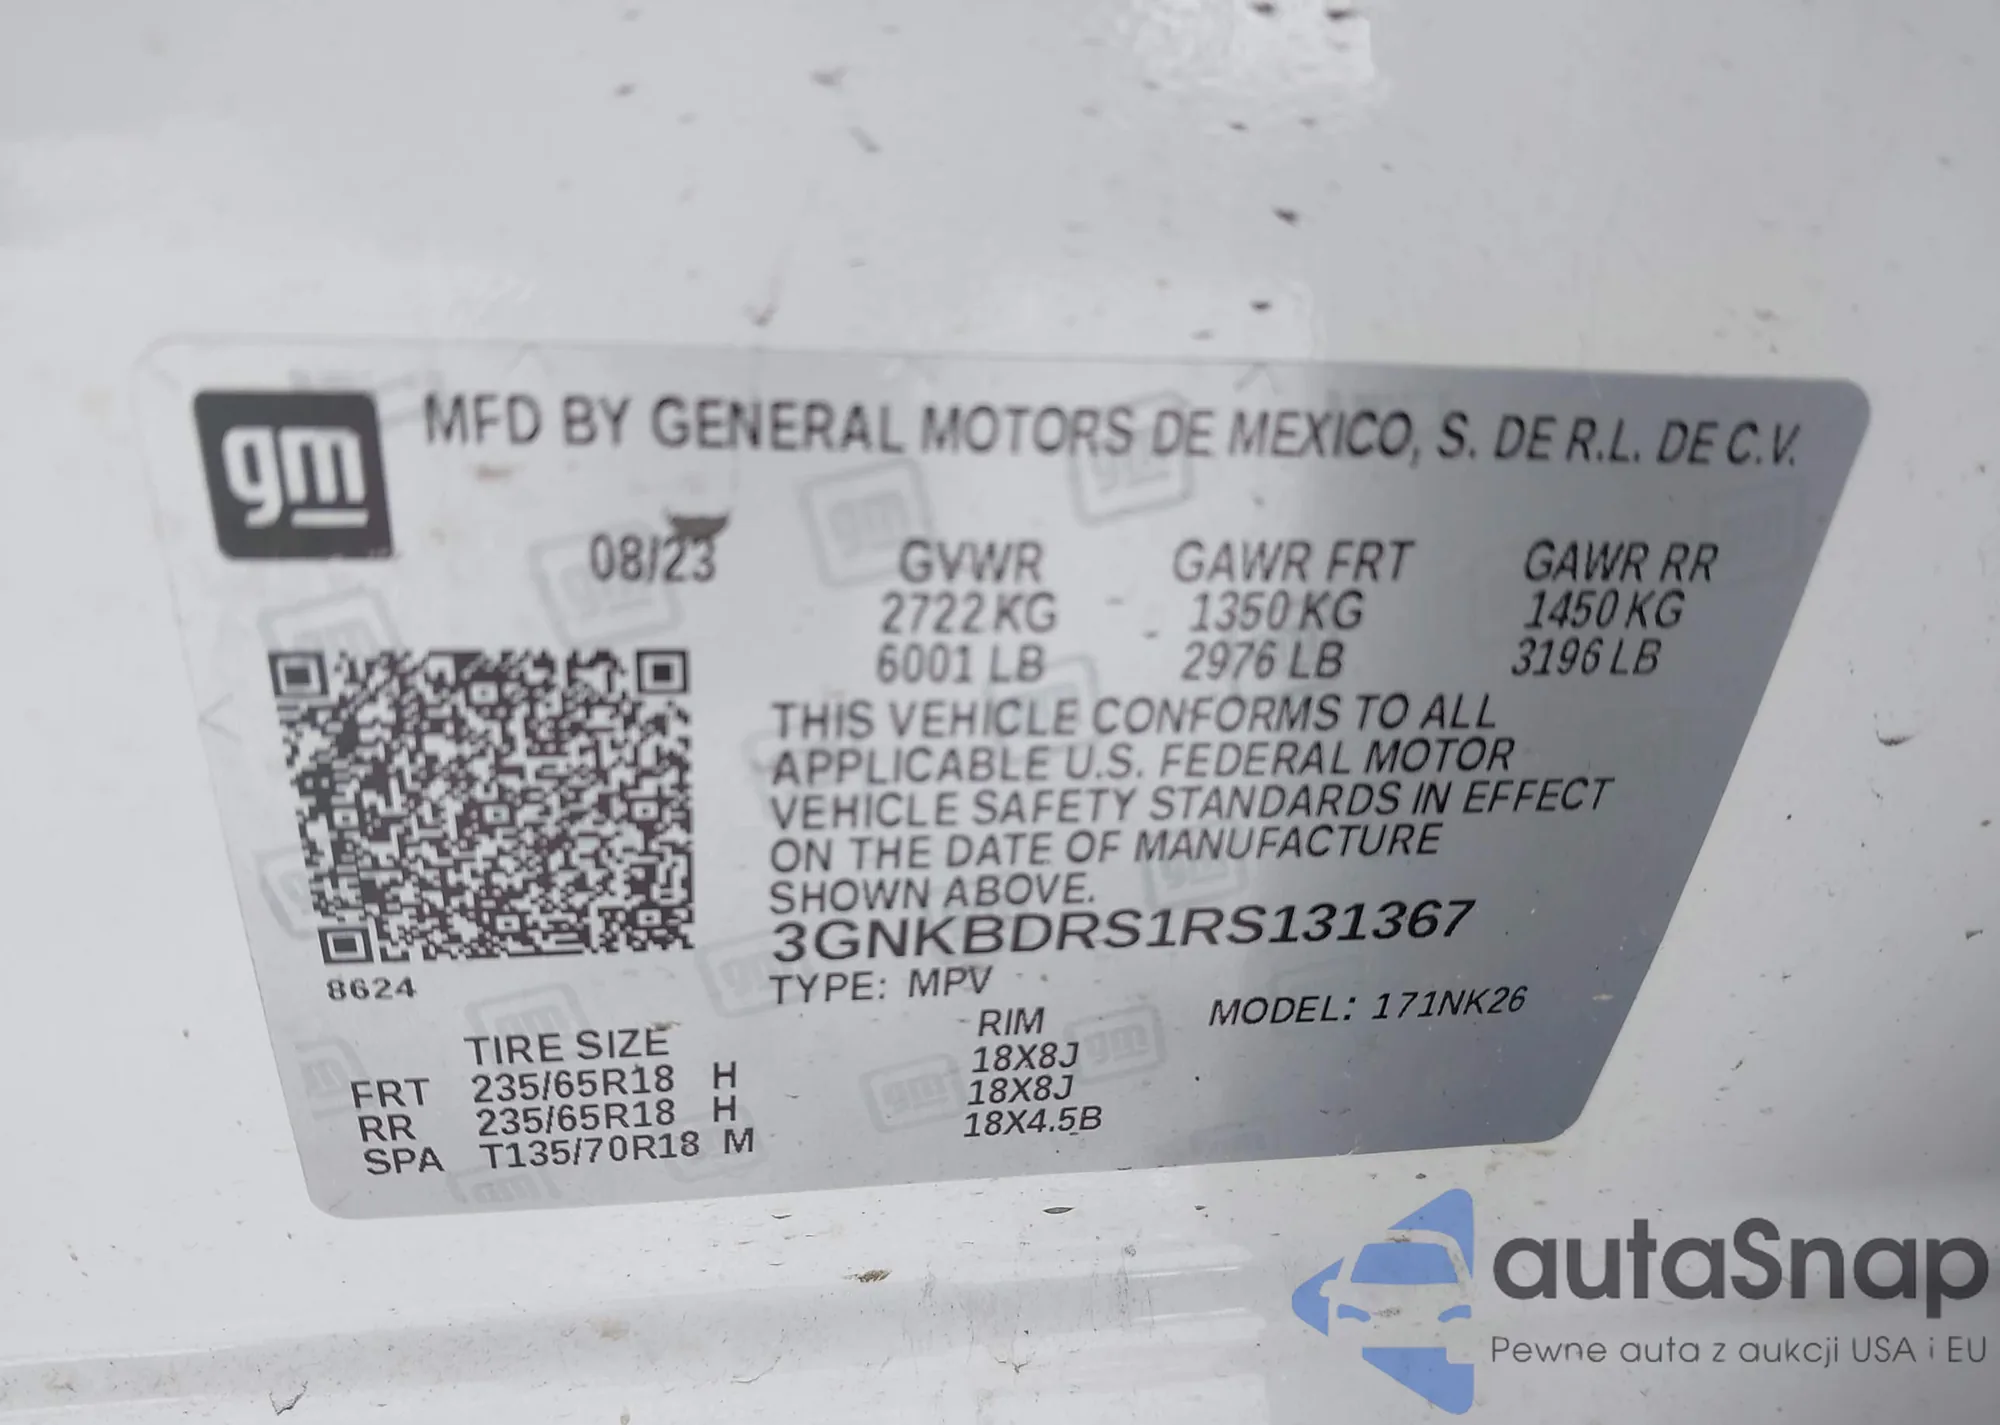 gm
MFD BY GENERAL MOTORS DE MEXICO, S. DE R.L. DE C.V.
08/23
GVWR GAWR FRT GAWR RR
2722 KG 1350 KG 1450 KG
6001 LB 2976 LB 3196 LB
THIS VEHICLE CONFORMS TO ALL
APPLICABLE U.S. FEDERAL MOTOR
VEHICLE SAFETY STANDARDS IN EFFECT
ON THE DATE OF MANUFACTURE
SHOWN ABOVE.
3GNKBDRS1RS131367
8624
TYPE: MPV MODEL: 171NK26
TIRE SIZE RIM
FRT 235/65R18 H 18X8J
RR 235/65R18 H 18X8J
SPA T135/70R18 M 18X4.5B
autaSnap
Pewne auta z aukcji USA i EU